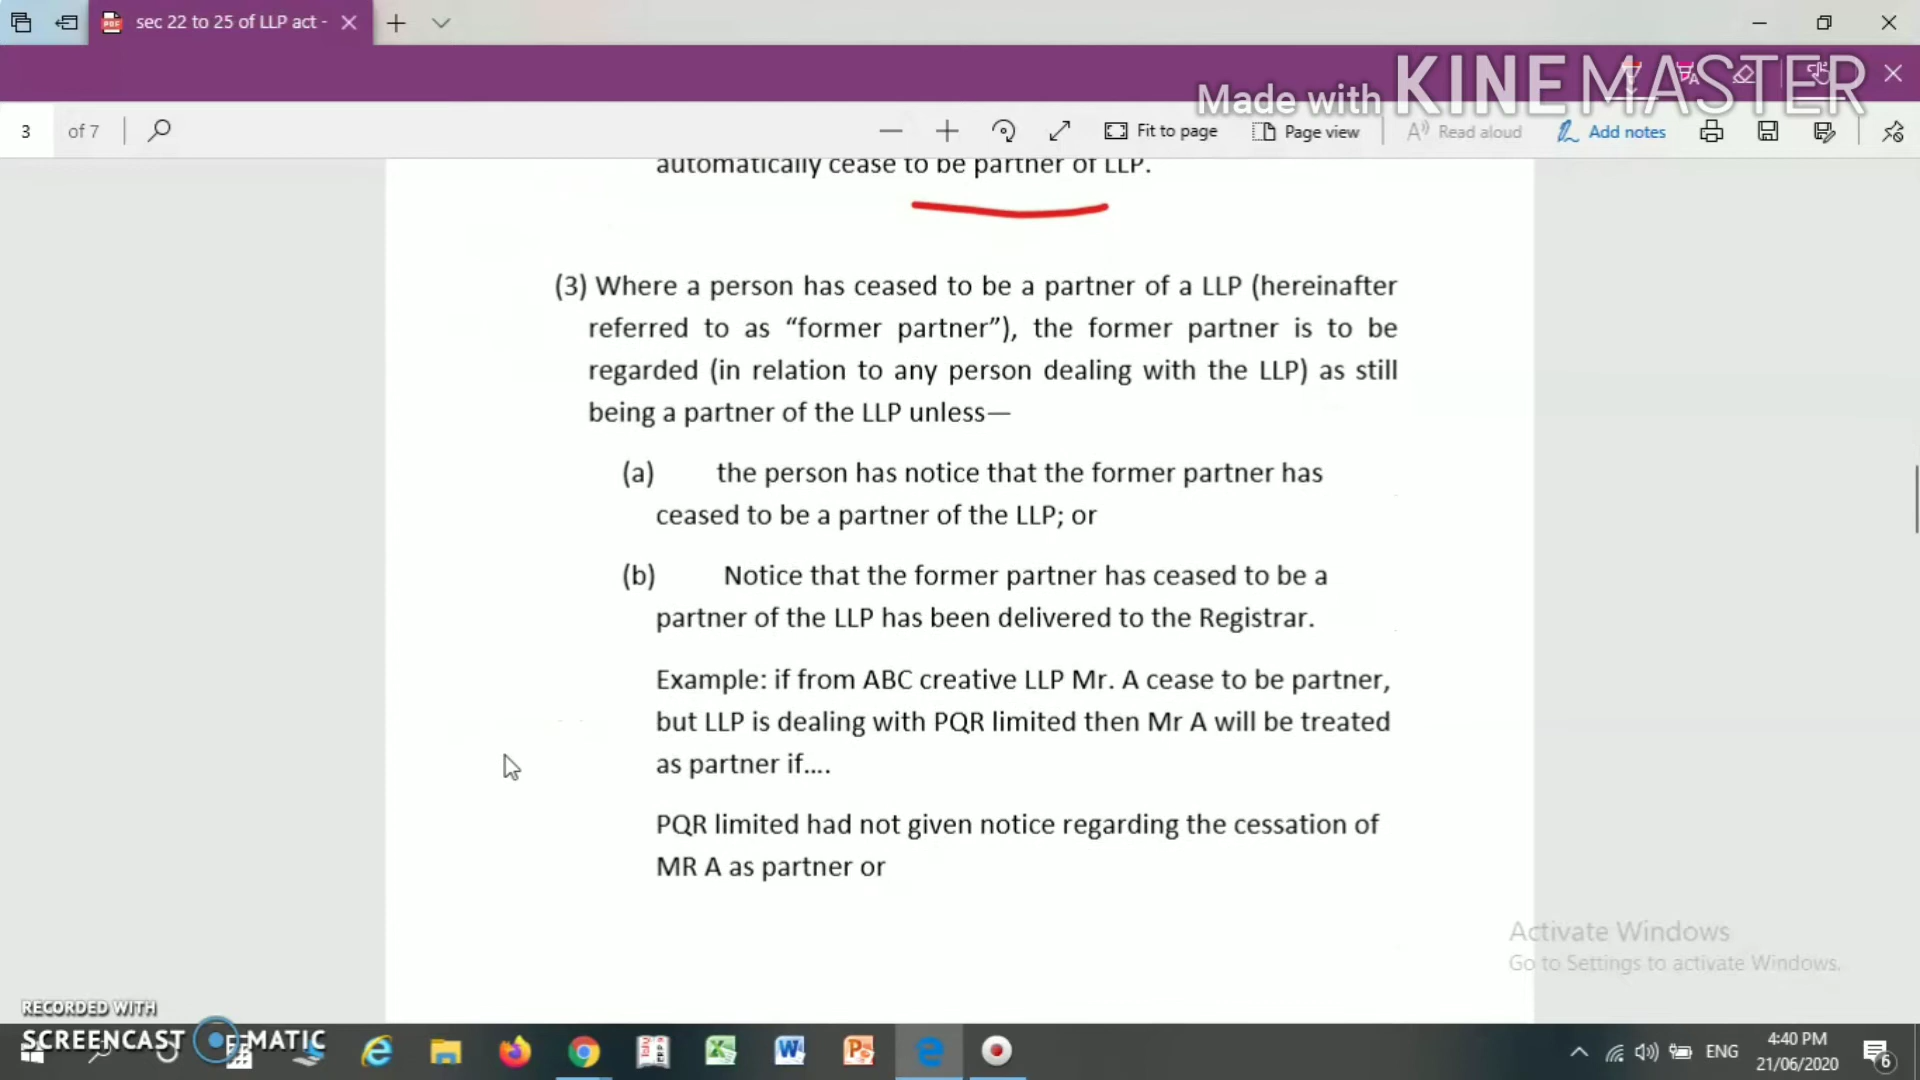 sec 22 to 25 of LLP act -
Made with KINEMASTER
3 of 7
Fit to page
Page view
Read aloud
Add notes
automatically cease to be partner of LLP.
(3) Where a person has ceased to be a partner of a LLP (hereinafter
referred to as “former partner”), the former partner is to be
regarded (in relation to any person dealing with the LLP) as still
being a partner of the LLP unless—
(a) the person has notice that the former partner has
ceased to be a partner of the LLP; or
(b) Notice that the former partner has ceased to be a
partner of the LLP has been delivered to the Registrar.
Example: if from ABC creative LLP Mr. A cease to be partner,
but LLP is dealing with PQR limited then Mr A will be treated
as partner if....
PQR limited had not given notice regarding the cessation of
MR A as partner or
Activate Windows
Go to Settings to activate Windows.
RECORDED WITH
SCREENCAST MATIC
ENG
4:40 PM
21/06/2020
6